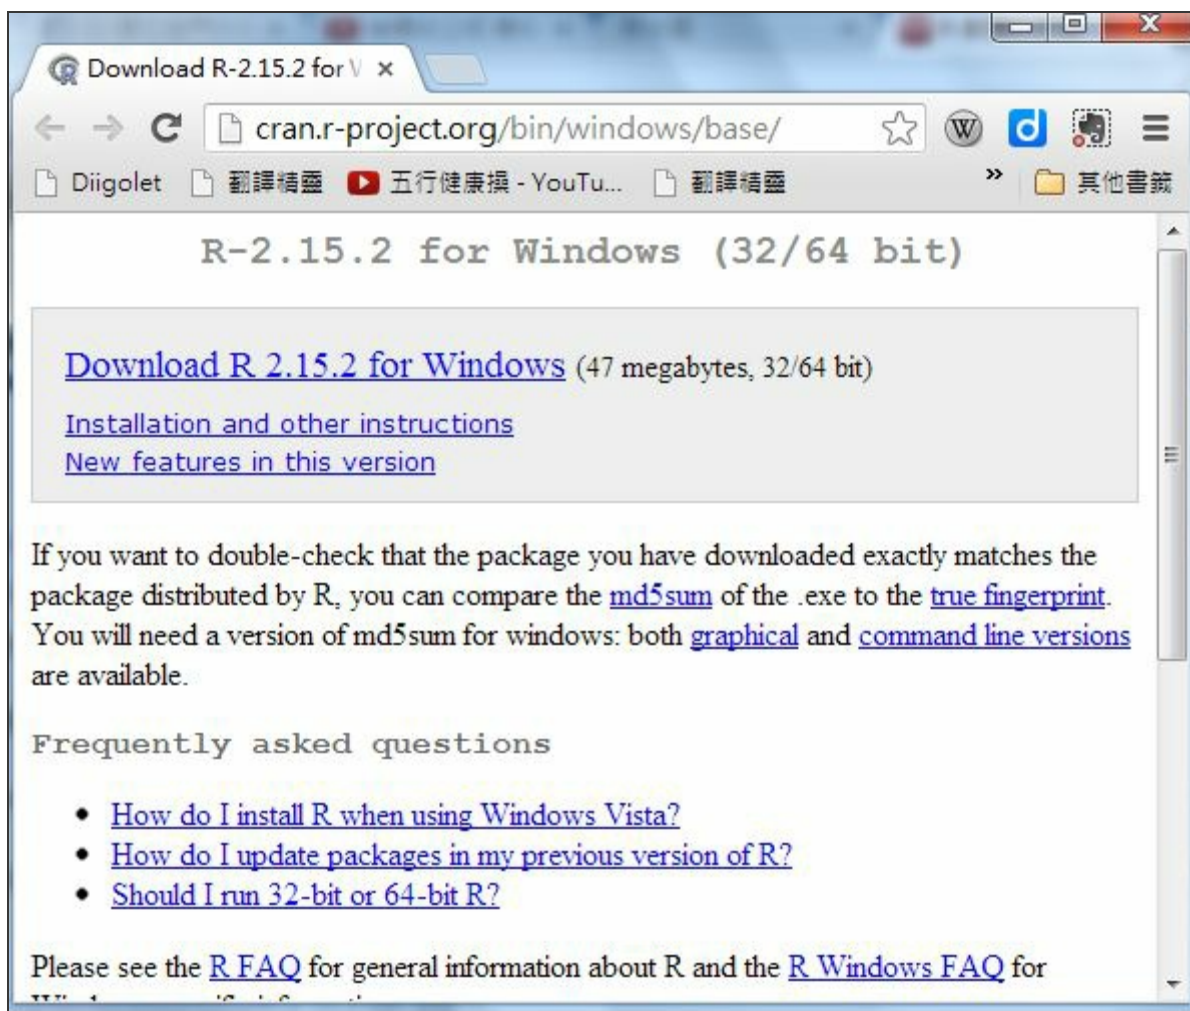 Download R-2.15.2 for
cran.r-project.org/bin/windows/base/
W d
Diigolet 翻譯精靈 五行健康操 - YouTu... 翻譯精靈 » 其他書籤
R-2.15.2 for Windows (32/64 bit)
Download R 2.15.2 for Windows (47 megabytes, 32/64 bit)
Installation and other instructions
New features in this version
If you want to double-check that the package you have downloaded exactly matches the
package distributed by R, you can compare the md5sum of the .exe to the true fingerprint.
You will need a version of md5sum for windows: both graphical and command line versions
are available.
Frequently asked questions
• How do I install R when using Windows Vista?
• How do I update packages in my previous version of R?
• Should I run 32-bit or 64-bit R?
Please see the R FAQ for general information about R and the R Windows FAQ for